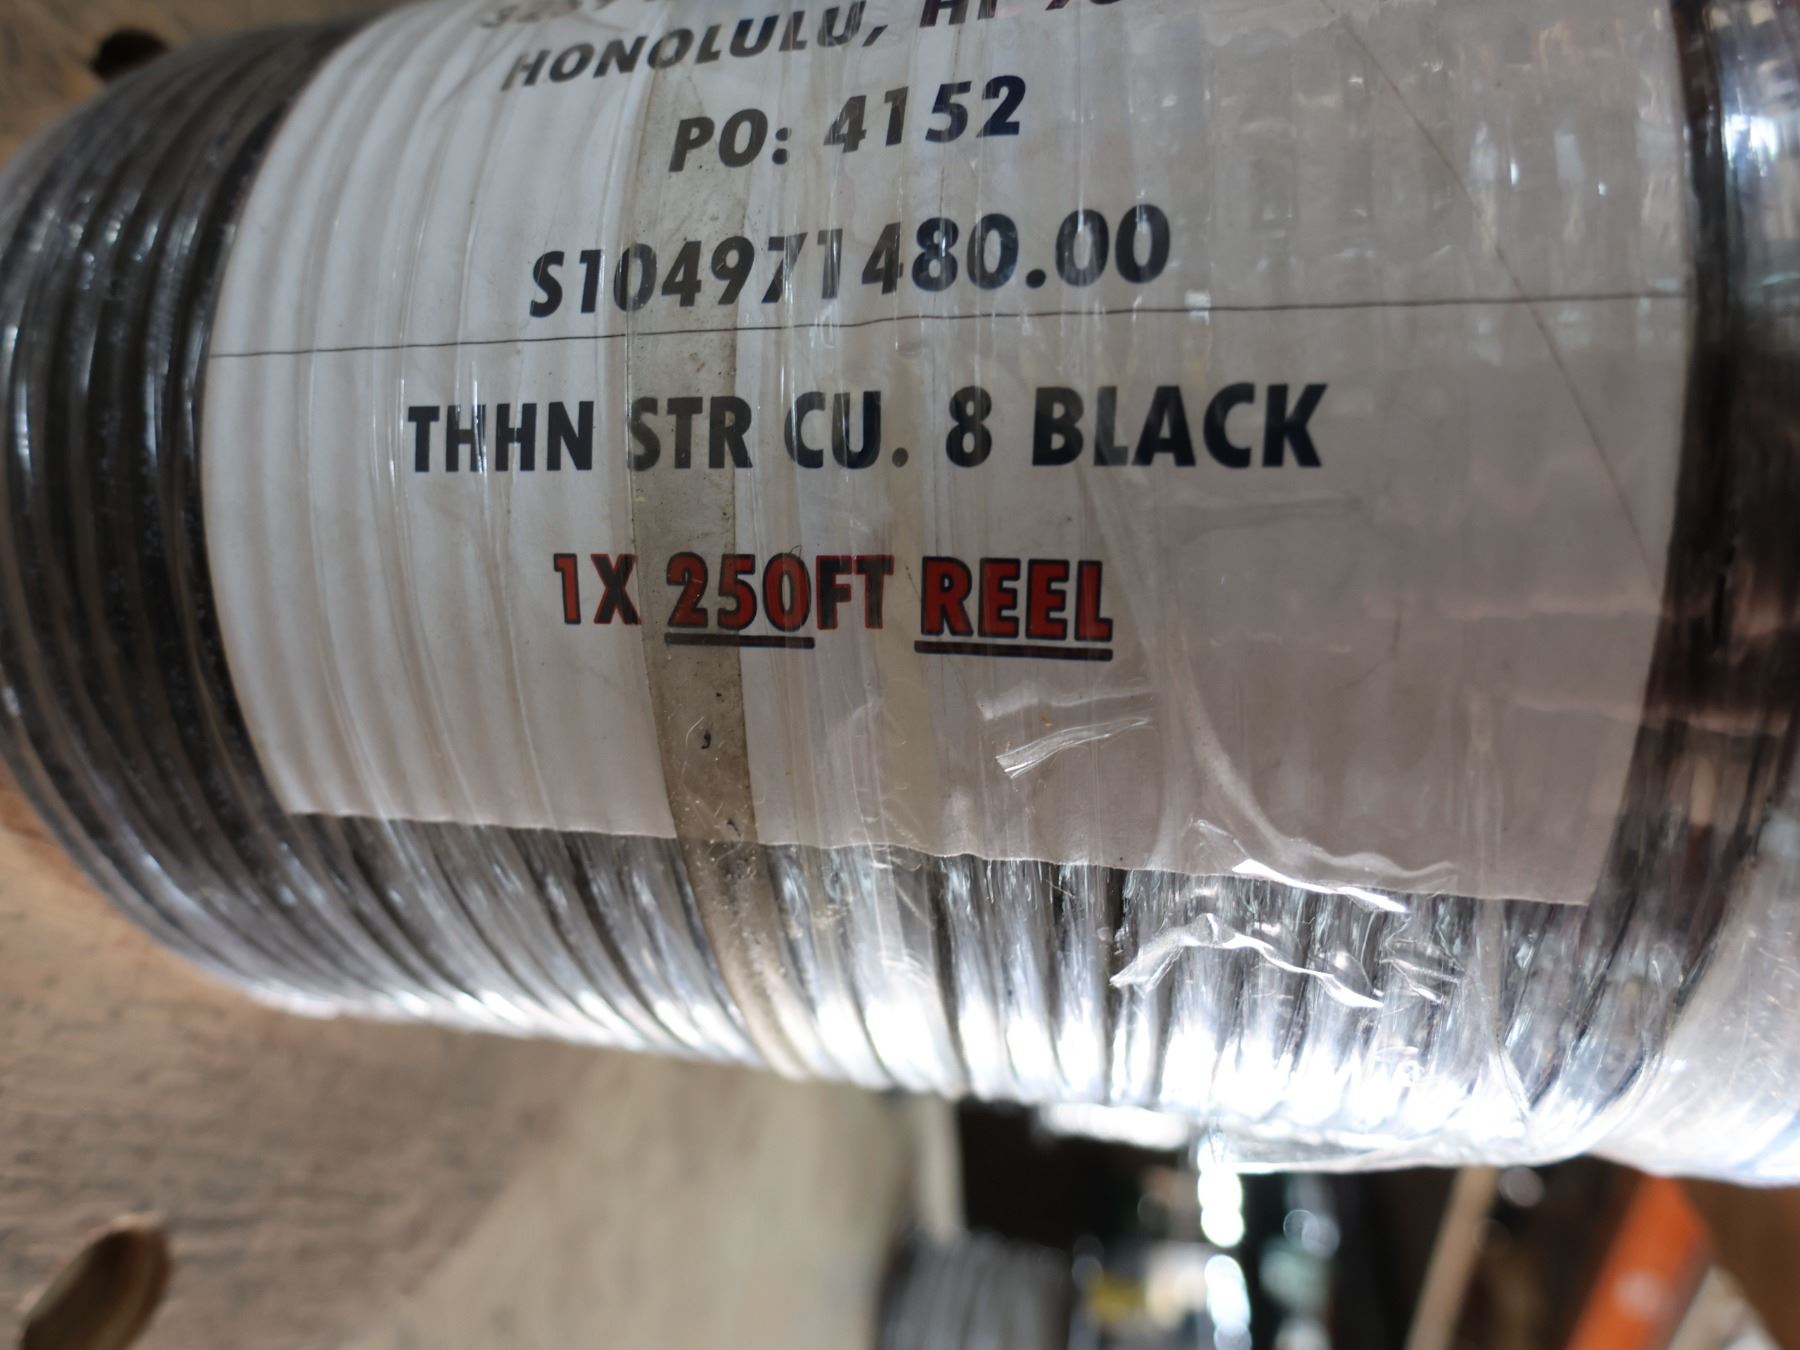 HONOLULU, HI
PO: 4152
S104971480.00
THHN STR CU. 8 BLACK
1X 250FT REEL